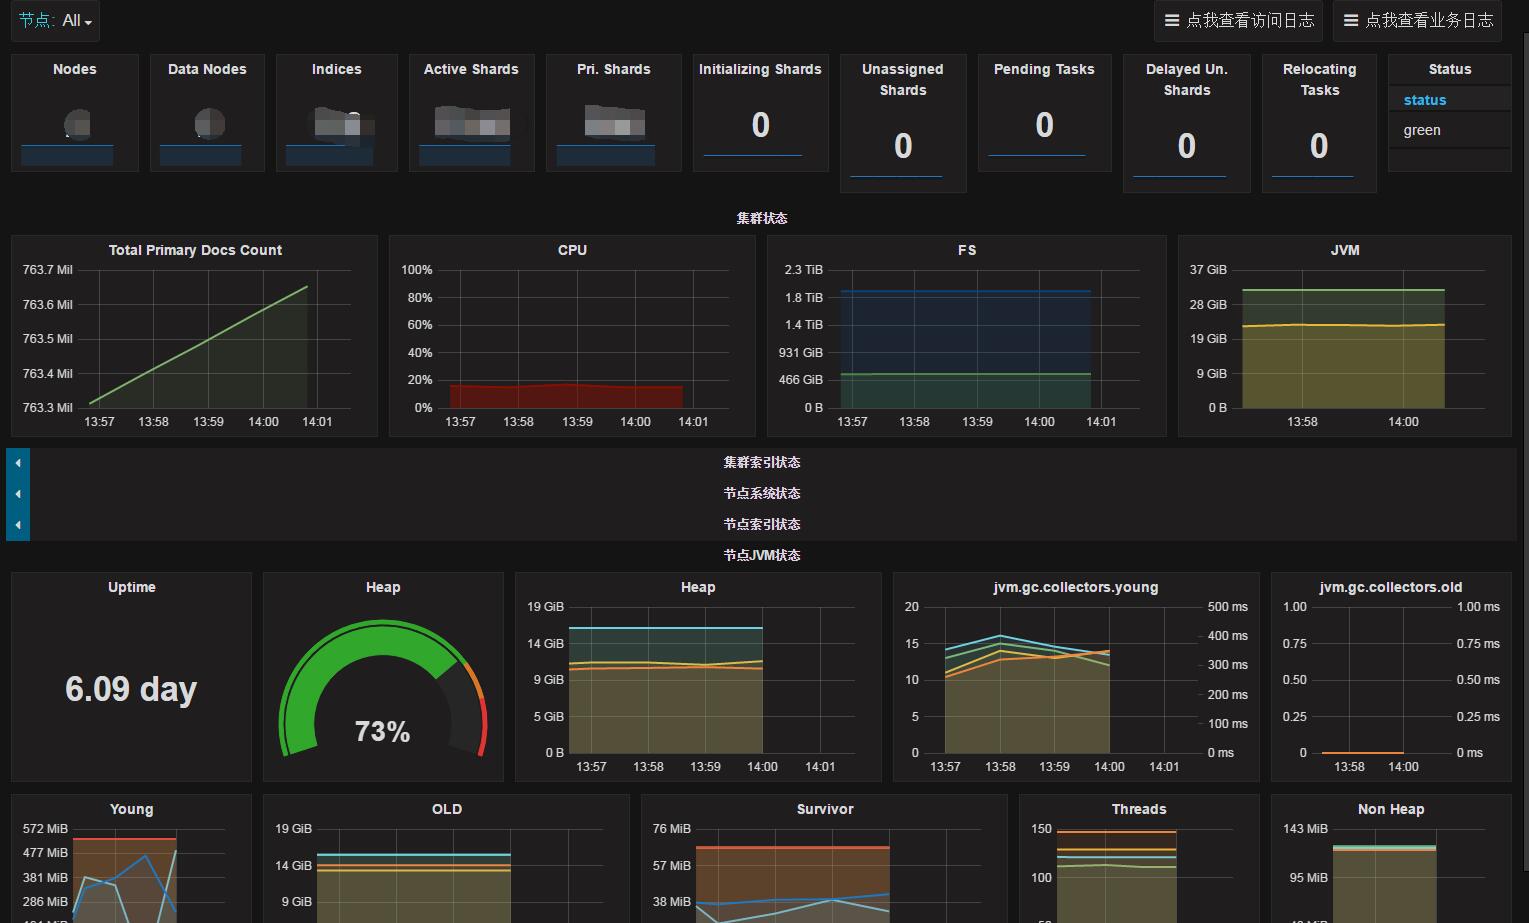 节点: All
点我查看访问日志
点我查看业务日志
Nodes
Data Nodes
Indices
Active Shards
Pri. Shards
Initializing Shards
0
Unassigned
Shards
0
Pending Tasks
0
Delayed Un.
Shards
0
Relocating
Tasks
0
Status
status
green
集群状态
Total Primary Docs Count
763.7 Mil
763.6 Mil
763.5 Mil
763.4 Mil
763.3 Mil
13:57 13:58 13:59 14:00 14:01
CPU
100%
80%
60%
40%
20%
0%
13:57 13:58 13:59 14:00 14:01
FS
2.3 TiB
1.8 TiB
1.4 TiB
931 GiB
466 GiB
0 B
13:57 13:58 13:59 14:00 14:01
JVM
37 GiB
28 GiB
19 GiB
9 GiB
0 B
13:58 14:00
集群索引状态
节点系统状态
节点索引状态
节点JVM状态
Uptime
6.09 day
Heap
73%
Heap
19 GiB
14 GiB
9 GiB
5 GiB
0 B
13:57 13:58 13:59 14:00 14:01
jvm.gc.collectors.young
20
15
10
5
0
500 ms
400 ms
300 ms
200 ms
100 ms
0 ms
13:57 13:58 13:59 14:00 14:01
jvm.gc.collectors.old
1.00
0.75
0.50
0.25
0
1.00 ms
0.75 ms
0.50 ms
0.25 ms
0 ms
13:58 14:00
Young
572 MiB
477 MiB
381 MiB
286 MiB
OLD
19 GiB
14 GiB
9 GiB
Survivor
76 MiB
57 MiB
38 MiB
Threads
150
100
Non Heap
143 MiB
95 MiB